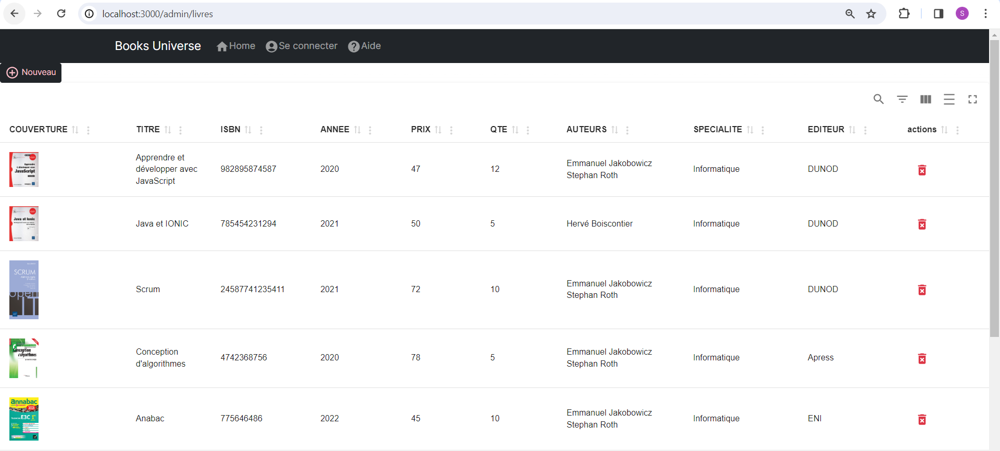 localhost:3000/admin/livres
S
Books Universe Home Se connecter Aide
Nouveau
COUVERTURE TITRE ISBN ANNEE PRIX QTE AUTEURS SPECIALITE EDITEUR actions
Apprendre
à développer avec
JavaScript
Apprendre et
développer avec
JavaScript
982895874587 2020 47 12
Emmanuel Jakobowicz
Stephan Roth
Informatique DUNOD
Java et Ionic
Java et IONIC 785454231294 2021 50 5 Hervé Boiscontier Informatique DUNOD
SCRUM
open
IT
Scrum 24587741235411 2021 72 10
Emmanuel Jakobowicz
Stephan Roth
Informatique DUNOD
Conception
d'algorithmes
Conception
d'algorithmes
4742368756 2020 78 5
Emmanuel Jakobowicz
Stephan Roth
Informatique Apress
annabac
2021
E3C 1re
Anabac 775646486 2022 45 10
Emmanuel Jakobowicz
Stephan Roth
Informatique ENI